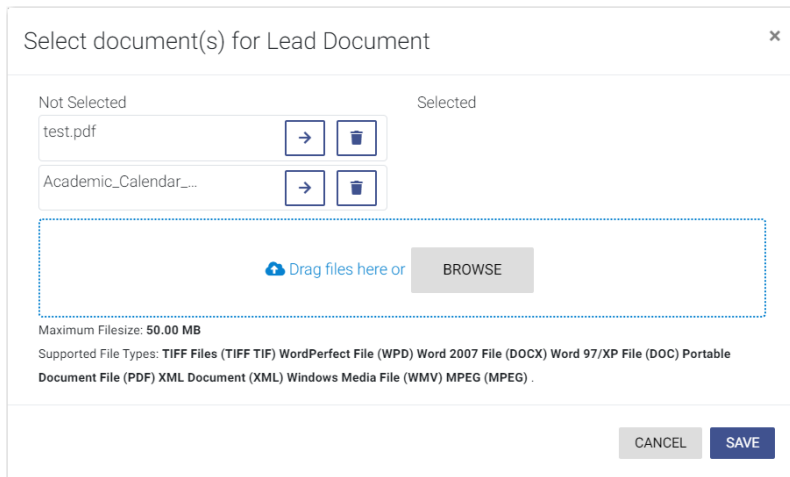 Select document(s) for Lead Document
×
Not Selected
Selected
test.pdf
Academic_Calendar_...
Drag files here or BROWSE
Maximum Filesize: 50.00 MB
Supported File Types: TIFF Files (TIFF TIF) WordPerfect File (WPD) Word 2007 File (DOCX) Word 97/XP File (DOC) Portable
Document File (PDF) XML Document (XML) Windows Media File (WMV) MPEG (MPEG) .
CANCEL SAVE